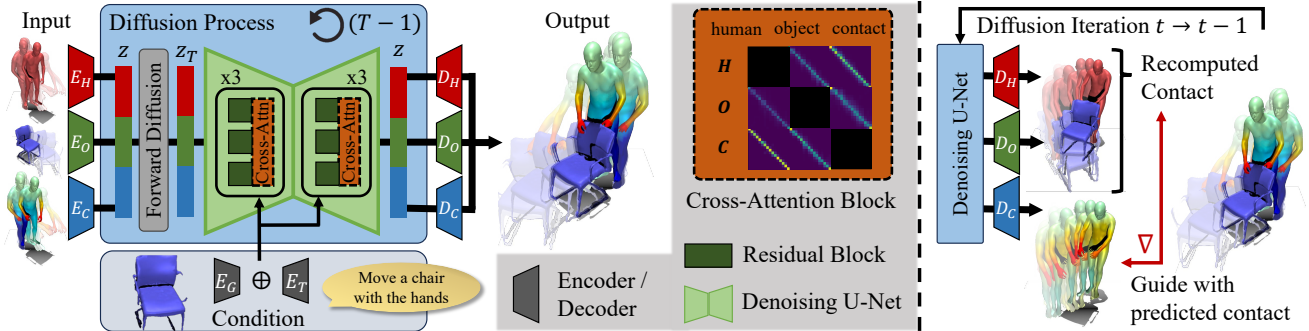 Input
Diffusion Process
(T − 1)
Output
z
z_T
x3
x3
z
E_H
E_O
E_C
Forward Diffusion
Cross-Attn
Cross-Attn
D_H
D_O
D_C
E_G ⊕ E_T
Move a chair
with the hands
Condition
human object contact
H
O
C
Cross-Attention Block
Residual Block
Encoder /
Decoder
Denoising U-Net
Diffusion Iteration t → t − 1
Denoising U-Net
D_H
D_O
D_C
Recomputed
Contact
∇
Guide with
predicted contact